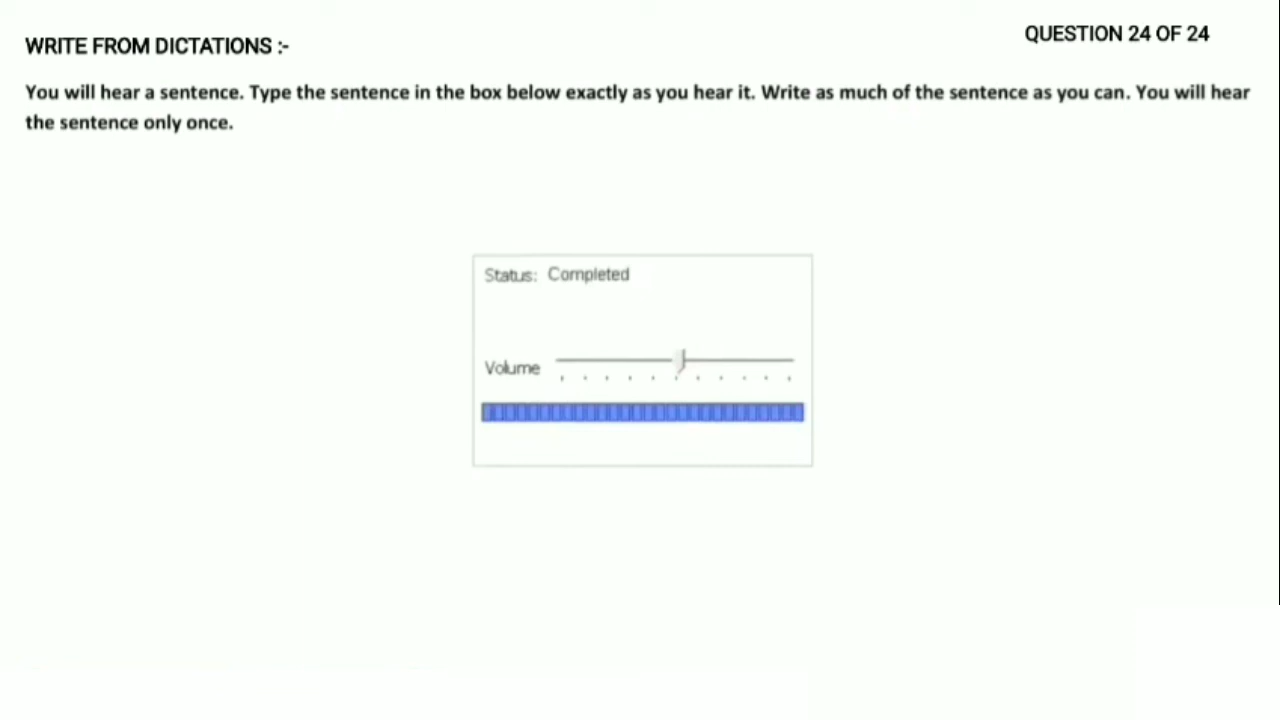 WRITE FROM DICTATIONS :-
QUESTION 24 OF 24
You will hear a sentence. Type the sentence in the box below exactly as you hear it. Write as much of the sentence as you can. You will hear
the sentence only once.
Status: Completed
Volume